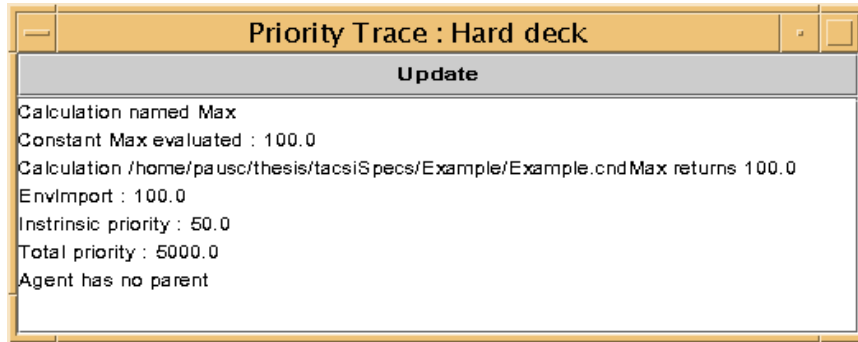 Priority Trace : Hard deck
Update
Calculation named Max
Constant Max evaluated : 100.0
Calculation /home/pausc/thesis/tacsiSpecs/Example/Example.cndMax returns 100.0
EnvImport : 100.0
Instrinsic priority : 50.0
Total priority : 5000.0
Agent has no parent